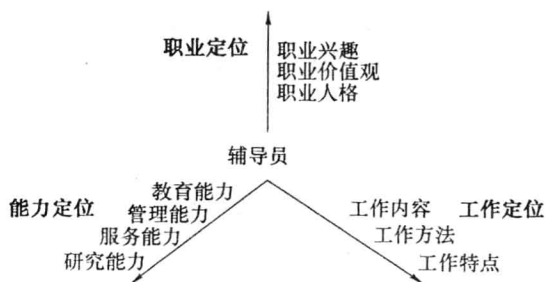 职业定位
职业兴趣
职业价值观
职业人格
辅导员
能力定位
教育能力
管理能力
服务能力
研究能力
工作内容
工作方法
工作特点
工作定位